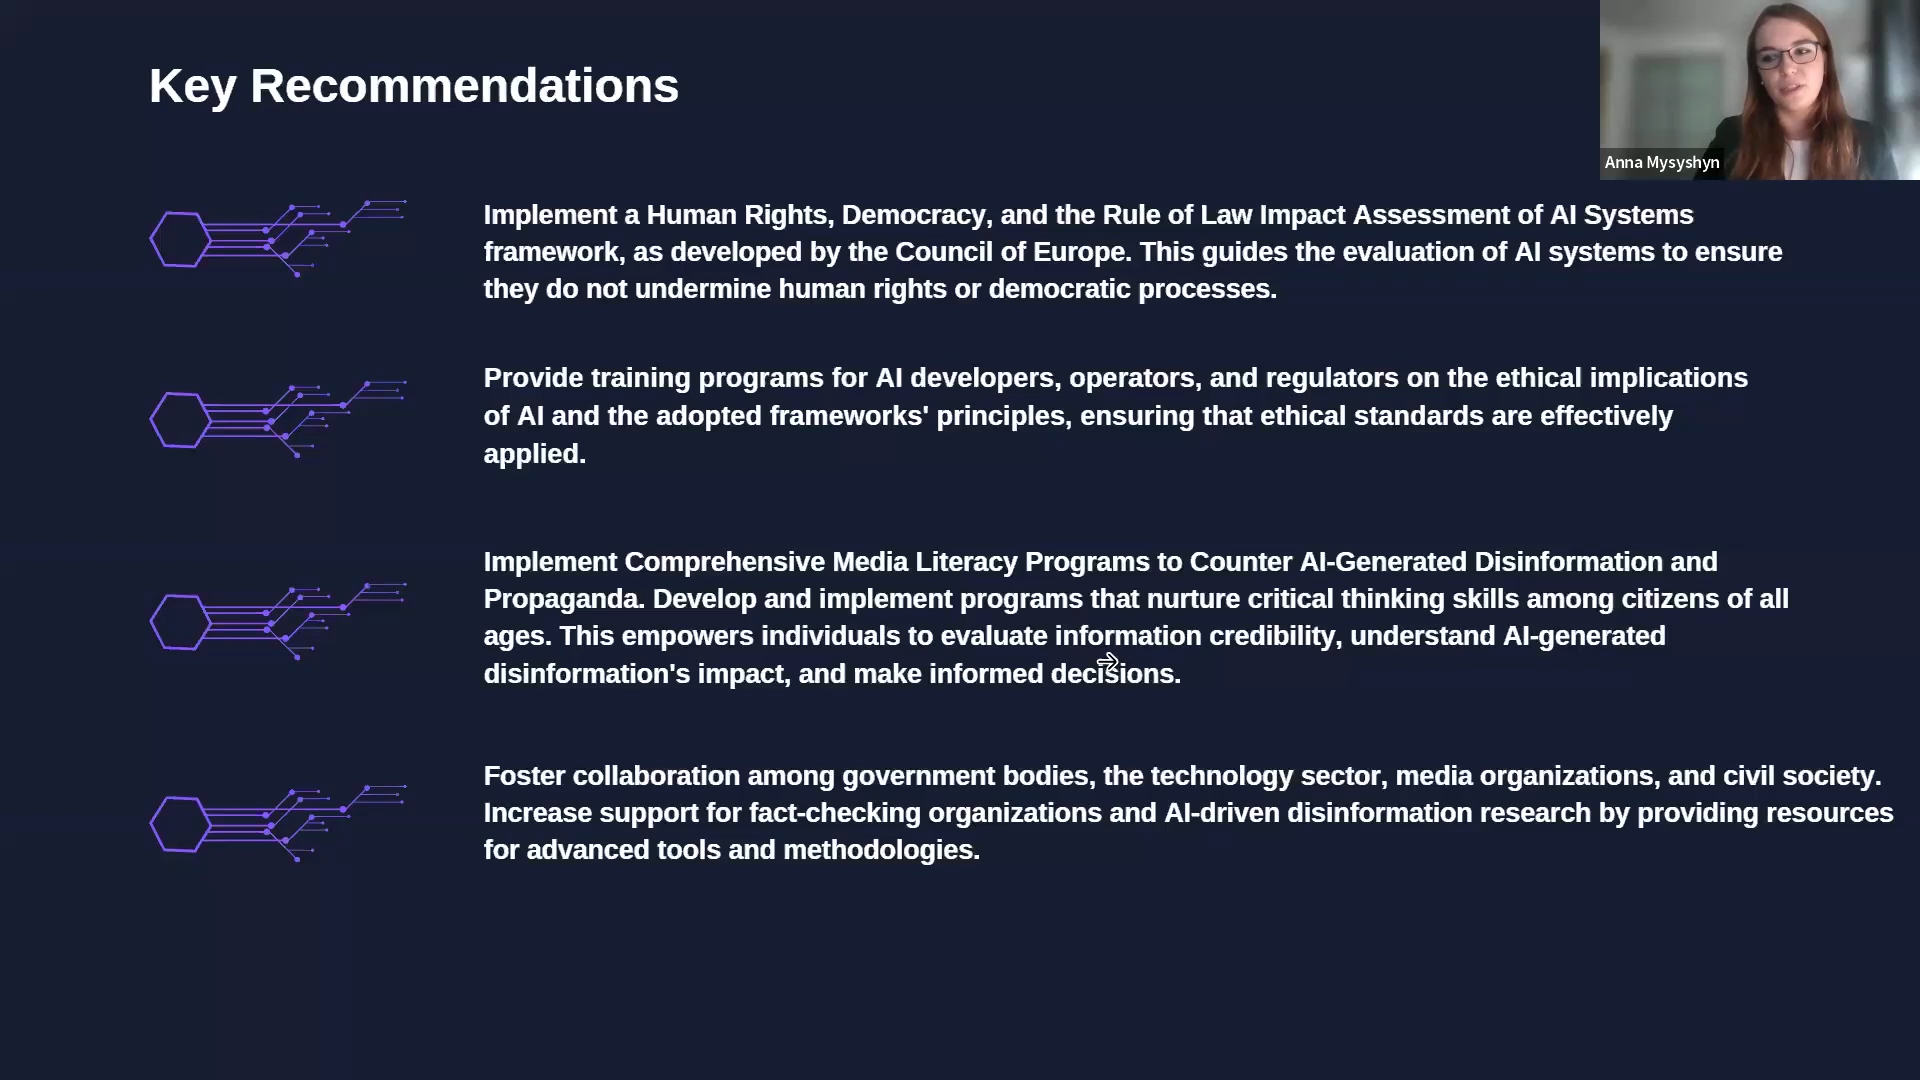 Key Recommendations
Anna Mysyshyn
Implement a Human Rights, Democracy, and the Rule of Law Impact Assessment of AI Systems
framework, as developed by the Council of Europe. This guides the evaluation of AI systems to ensure
they do not undermine human rights or democratic processes.
Provide training programs for AI developers, operators, and regulators on the ethical implications
of AI and the adopted frameworks' principles, ensuring that ethical standards are effectively
applied.
Implement Comprehensive Media Literacy Programs to Counter AI-Generated Disinformation and
Propaganda. Develop and implement programs that nurture critical thinking skills among citizens of all
ages. This empowers individuals to evaluate information credibility, understand AI-generated
disinformation's impact, and make informed decisions.
Foster collaboration among government bodies, the technology sector, media organizations, and civil society.
Increase support for fact-checking organizations and AI-driven disinformation research by providing resources
for advanced tools and methodologies.